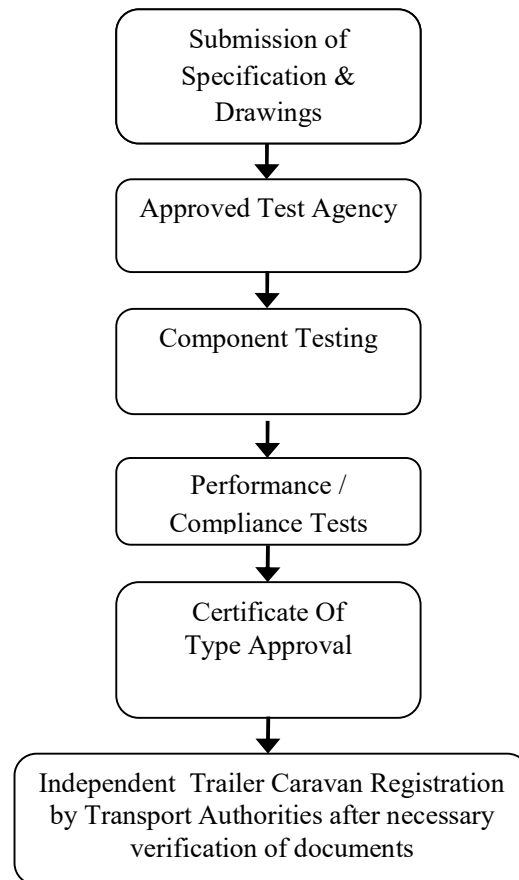 Submission of
Specification &
Drawings
Approved Test Agency
Component Testing
Performance /
Compliance Tests
Certificate Of
Type Approval
Independent  Trailer Caravan Registration
by Transport Authorities after necessary
verification of documents